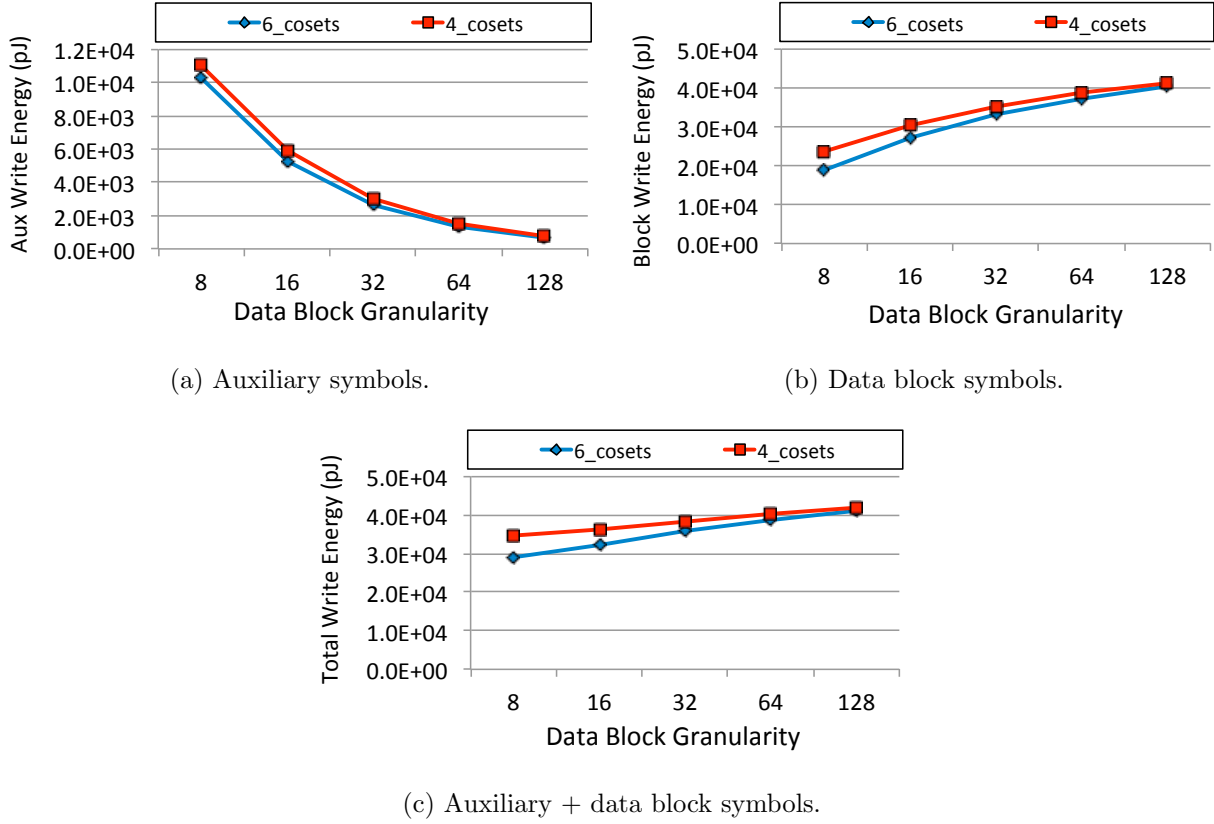 6_cosets 4_cosets
Aux Write Energy (pJ)
1.2E+04
1.0E+04
8.0E+03
6.0E+03
4.0E+03
2.0E+03
0.0E+00
8 16 32 64 128
Data Block Granularity
(a) Auxiliary symbols.
6_cosets 4_cosets
Block Write Energy (pJ)
5.0E+04
4.0E+04
3.0E+04
2.0E+04
1.0E+04
0.0E+00
8 16 32 64 128
Data Block Granularity
(b) Data block symbols.
6_cosets 4_cosets
Total Write Energy (pJ)
5.0E+04
4.0E+04
3.0E+04
2.0E+04
1.0E+04
0.0E+00
8 16 32 64 128
Data Block Granularity
(c) Auxiliary + data block symbols.